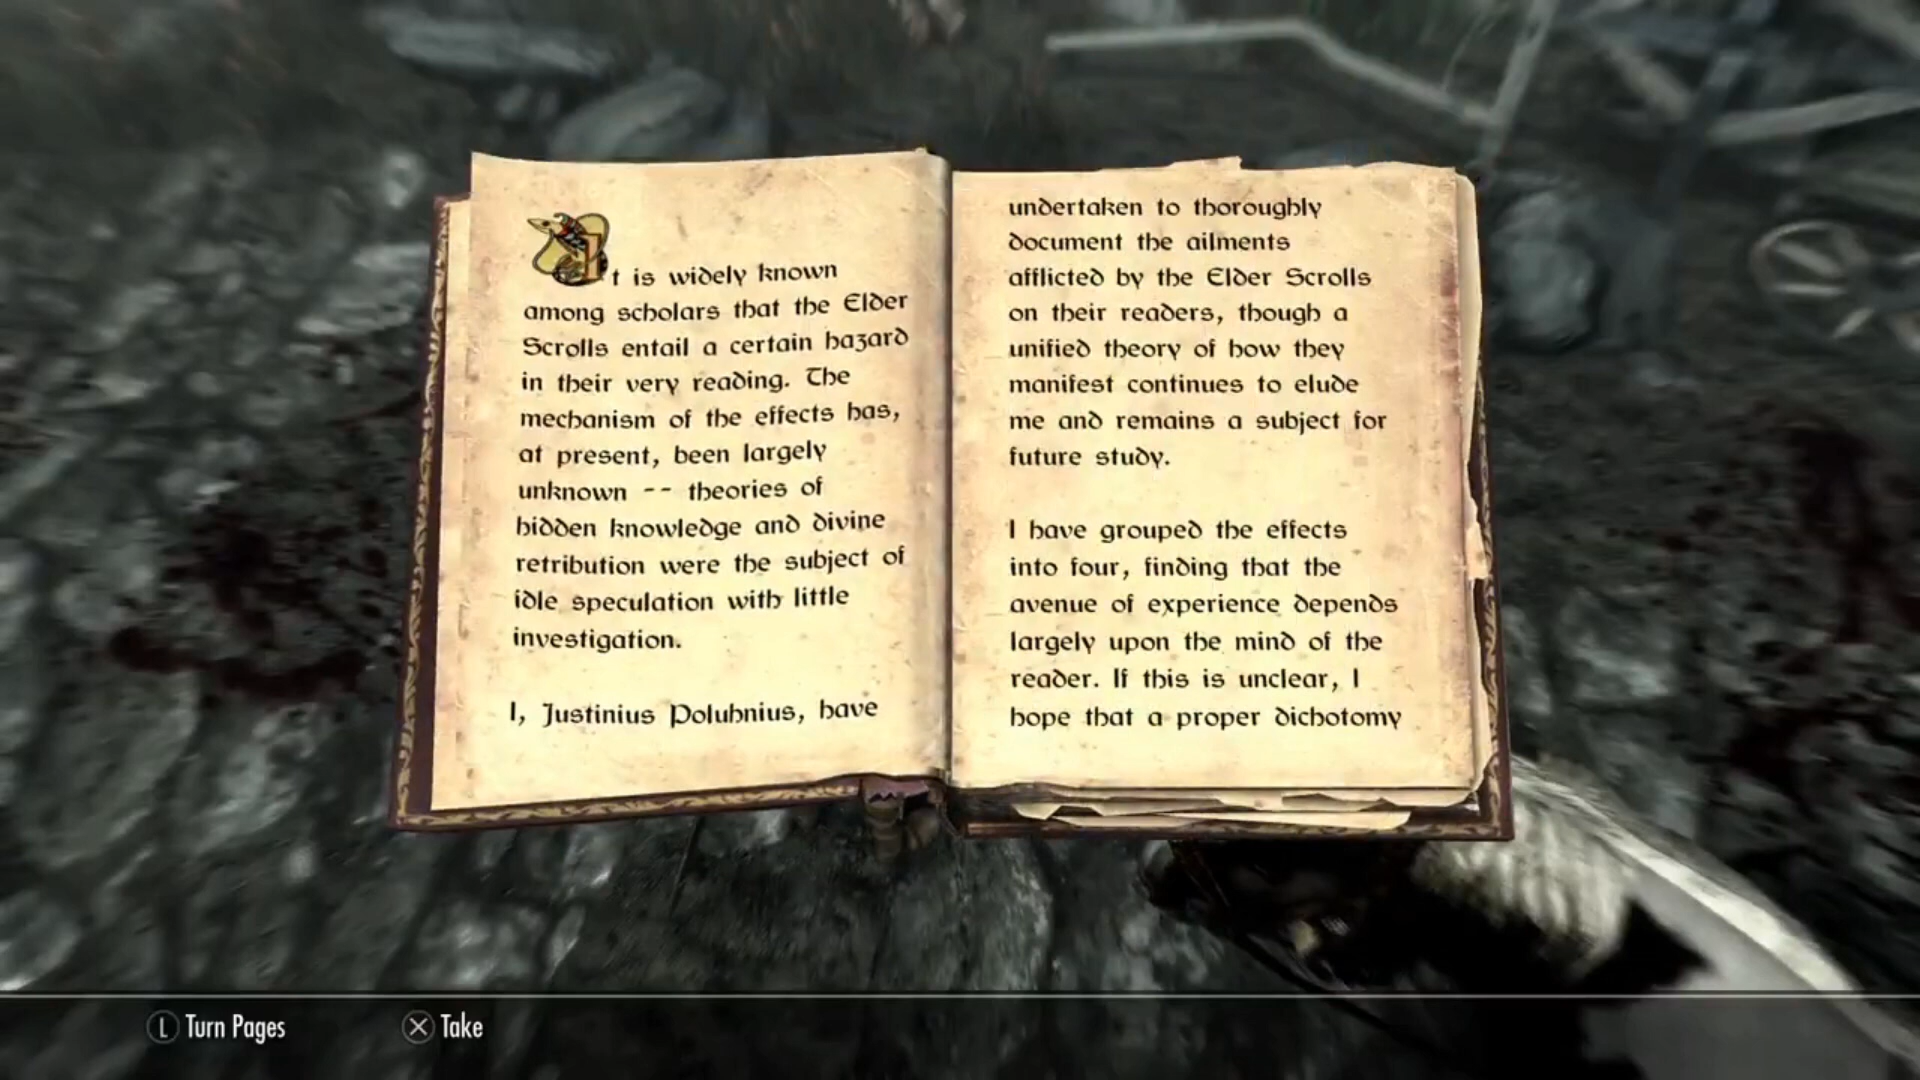 It is widely known
among scholars that the Elder
Scrolls entail a certain hazard
in their very reading. The
mechanism of the effects has,
at present, been largely
unknown -- theories of
hidden knowledge and divine
retribution were the subject of
idle speculation with little
investigation.
I, Justinius Poluhnius, have
undertaken to thoroughly
document the ailments
afflicted by the Elder Scrolls
on their readers, though a
unified theory of how they
manifest continues to elude
me and remains a subject for
future study.
I have grouped the effects
into four, finding that the
avenue of experience depends
largely upon the mind of the
reader. If this is unclear, I
hope that a proper dichotomy
L Turn Pages
X Take